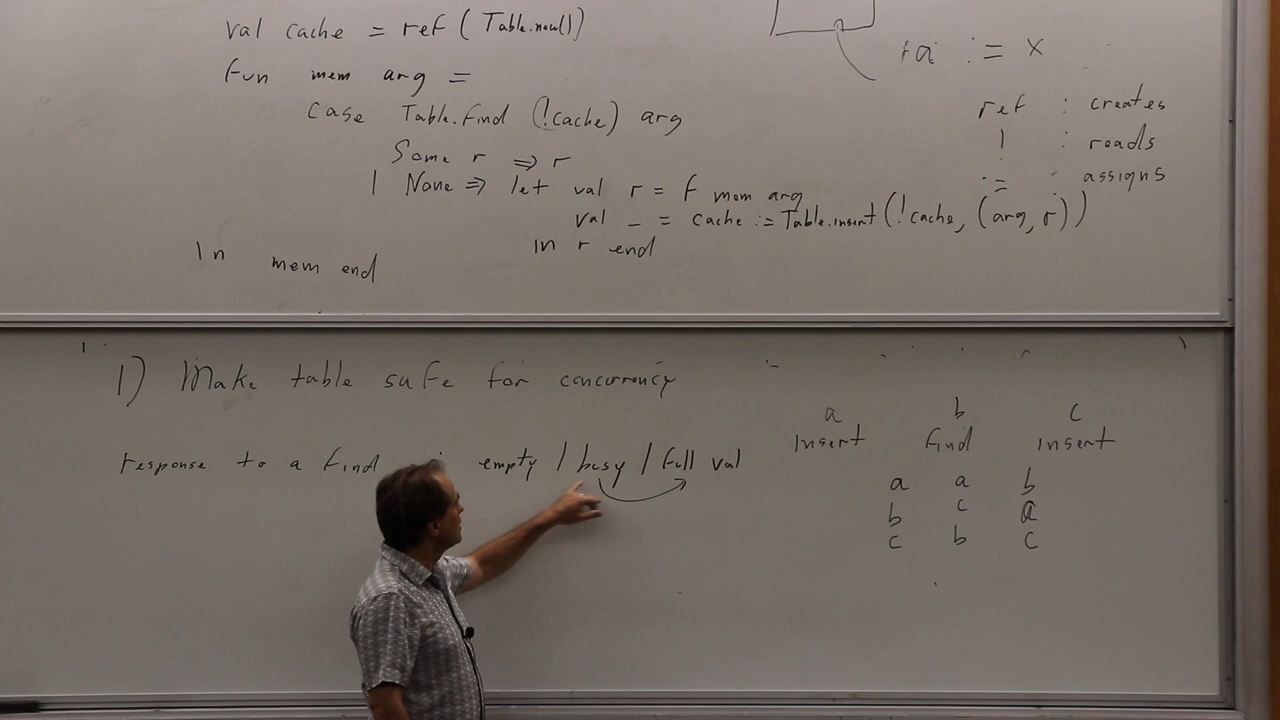 val cache = ref ( Table.new())
fun mem arg =
case Table.find (!cache) arg
Some r ⇒ r
| None ⇒ let val r = f mem arg
val _ = cache := Table.insert (!cache, (arg, r))
in r end
In mem end
ra := x
ref : creates
! : reads
:= : assigns
1) Make table safe for concurrency
response to a find
empty / busy / full val
a b c
Insert find insert
a a b
b c a
c b c